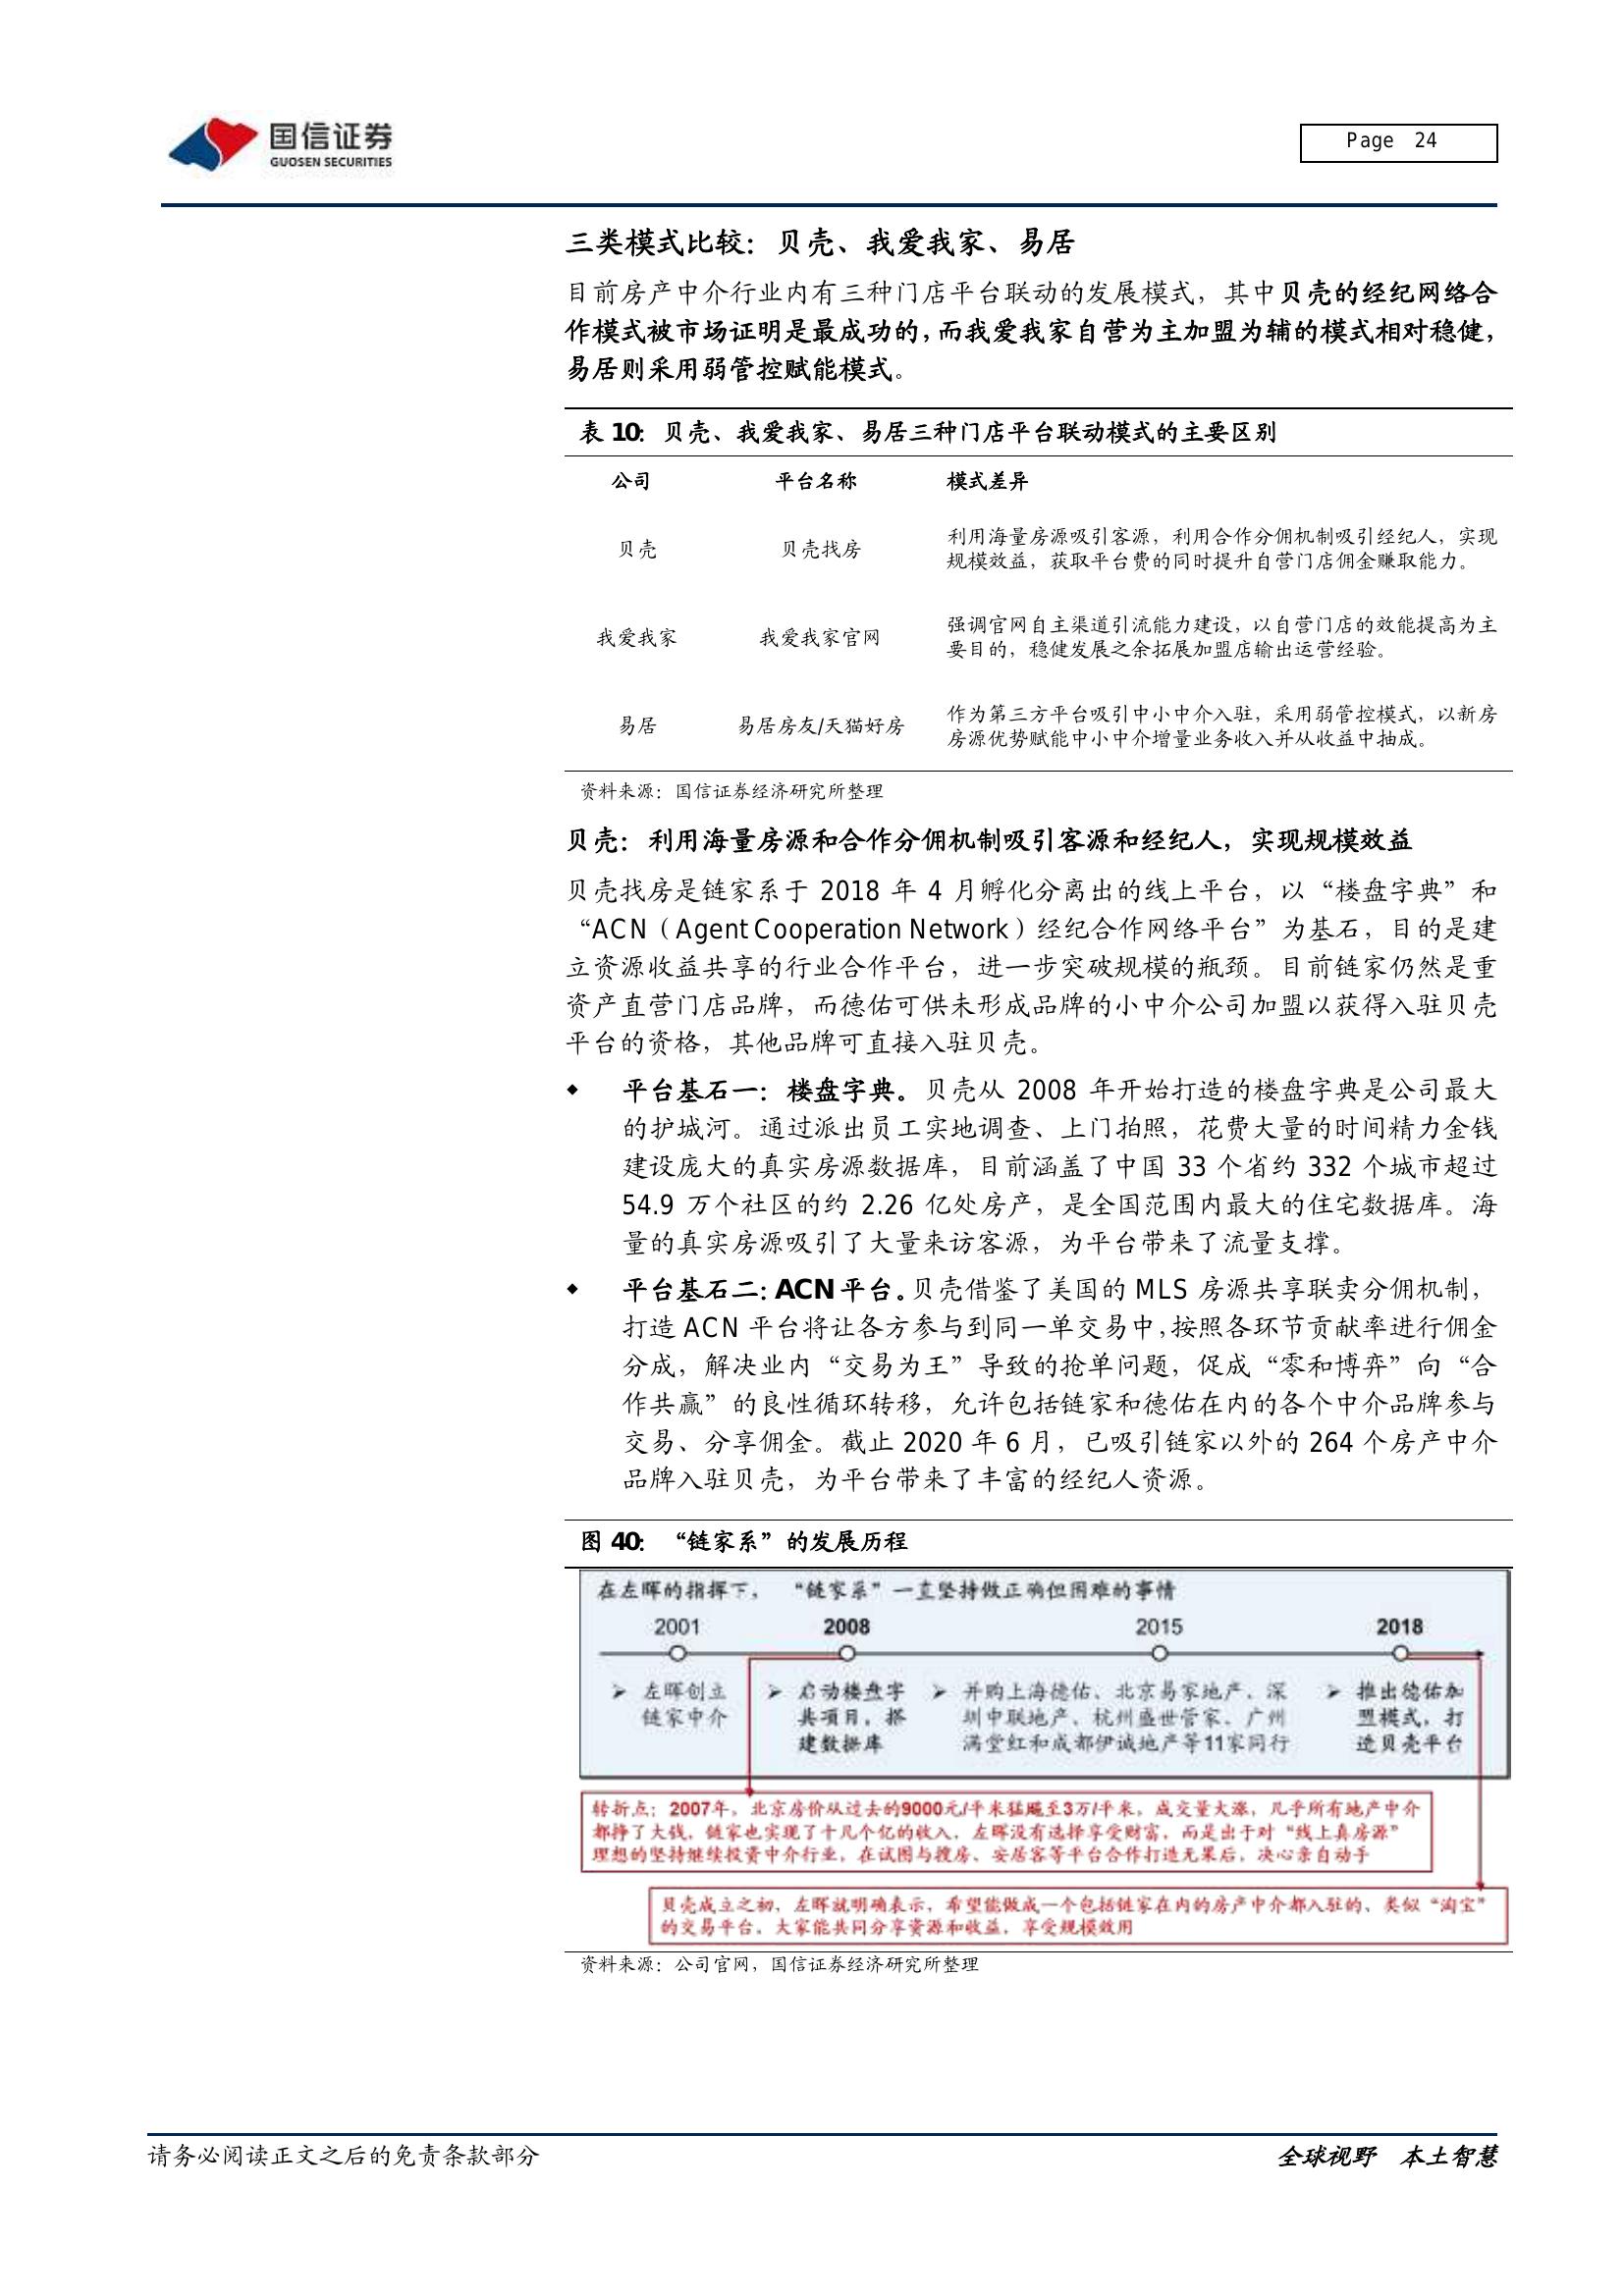 国信证券
GUOSEN SECURITIES
Page 24
三类模式比较：贝壳、我爱我家、易居
目前房产中介行业内有三种门店平台联动的发展模式，其中贝壳的经纪网络合
作模式被市场证明是最成功的，而我爱我家自营为主加盟为辅的模式相对稳健，
易居则采用弱管控赋能模式。
表 10：贝壳、我爱我家、易居三种门店平台联动模式的主要区别
公司 平台名称 模式差异
贝壳 贝壳找房 利用海量房源吸引客源，利用合作分佣机制吸引经纪人，实现
规模效益，获取平台费的同时提升自营门店佣金赚取能力。
我爱我家 我爱我家官网 强调官网自主渠道引流能力建设，以自营门店的效能提高为主
要目的，稳健发展之余拓展加盟店输出运营经验。
易居 易居房友/天猫好房 作为第三方平台吸引中小中介入驻，采用弱管控模式，以新房
房源优势赋能中小中介增量业务收入并从收益中抽成。
资料来源：国信证券经济研究所整理
贝壳：利用海量房源和合作分佣机制吸引客源和经纪人，实现规模效益
贝壳找房是链家系于 2018 年 4 月孵化分离出的线上平台，以“楼盘字典”和
“ACN（Agent Cooperation Network）经纪合作网络平台”为基石，目的是建
立资源收益共享的行业合作平台，进一步突破规模的瓶颈。目前链家仍然是重
资产直营门店品牌，而德佑可供未形成品牌的小中介公司加盟以获得入驻贝壳
平台的资格，其他品牌可直接入驻贝壳。
◆ 平台基石一：楼盘字典。贝壳从 2008 年开始打造的楼盘字典是公司最大
的护城河。通过派出员工实地调查、上门拍照，花费大量的时间精力金钱
建设庞大的真实房源数据库，目前涵盖了中国 33 个省约 332 个城市超过
54.9 万个社区的约 2.26 亿处房产，是全国范围内最大的住宅数据库。海
量的真实房源吸引了大量来访客源，为平台带来了流量支撑。
◆ 平台基石二：ACN 平台。贝壳借鉴了美国的 MLS 房源共享联卖分佣机制，
打造 ACN 平台将让各方参与到同一单交易中，按照各环节贡献率进行佣金
分成，解决业内“交易为王”导致的抢单问题，促成“零和博弈”向“合
作共赢”的良性循环转移，允许包括链家和德佑在内的各个中介品牌参与
交易、分享佣金。截止 2020 年 6 月，已吸引链家以外的 264 个房产中介
品牌入驻贝壳，为平台带来了丰富的经纪人资源。
图 40：“链家系”的发展历程
在左晖的指挥下，“链家系”一直坚持做正确但困难的事情
2001 2008 2015 2018
➢ 左晖创立 ➢ 启动楼盘字 ➢ 并购上海德佑、北京易家地产、深 ➢ 推出德佑加
链家中介 典项目，搭 圳中联地产、杭州盛世管家、广州 盟模式，打
建数据库 满堂红和成都伊诚地产等11家同行 造贝壳平台
转折点：2007年，北京房价从过去的9000元/平米猛飚至3万/平米，成交量大涨，几乎所有地产中介
都挣了大钱，链家也实现了十几个亿的收入，左晖没有选择享受财富，而是出于对“线上真房源”
理想的坚持继续投资中介行业，在试图与搜房、安居客等平台合作打造无果后，决心亲自动手
贝壳成立之初，左晖就明确表示，希望能做成一个包括链家在内的房产中介都入驻的、类似“淘宝”
的交易平台，大家能共同分享资源和收益，享受规模效用
资料来源：公司官网，国信证券经济研究所整理
请务必阅读正文之后的免责条款部分 全球视野 本土智慧